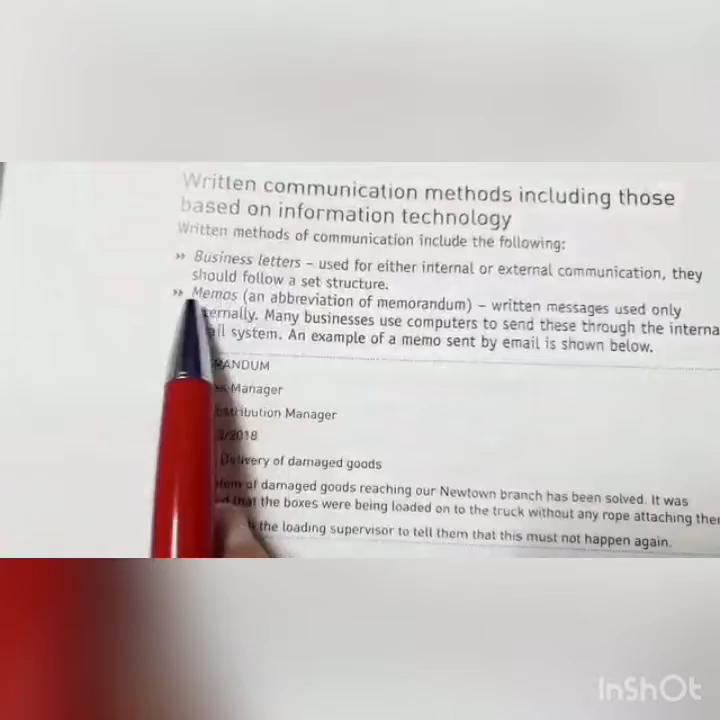 Written communication methods including those
based on information technology
Written methods of communication include the following:
›› Business letters – used for either internal or external communication, they
should follow a set structure.
›› Memos (an abbreviation of memorandum) – written messages used only
Many businesses use computers to send these through the interna
system. An example of a memo sent by email is shown below.
RANDUM
Manager
Manager
/2018
Delivery of damaged goods
of damaged goods reaching our Newtown branch has been solved. It was
that the boxes were being loaded on to the truck without any rope attaching
the loading supervisor to tell them that this must not happen again.
InShOt